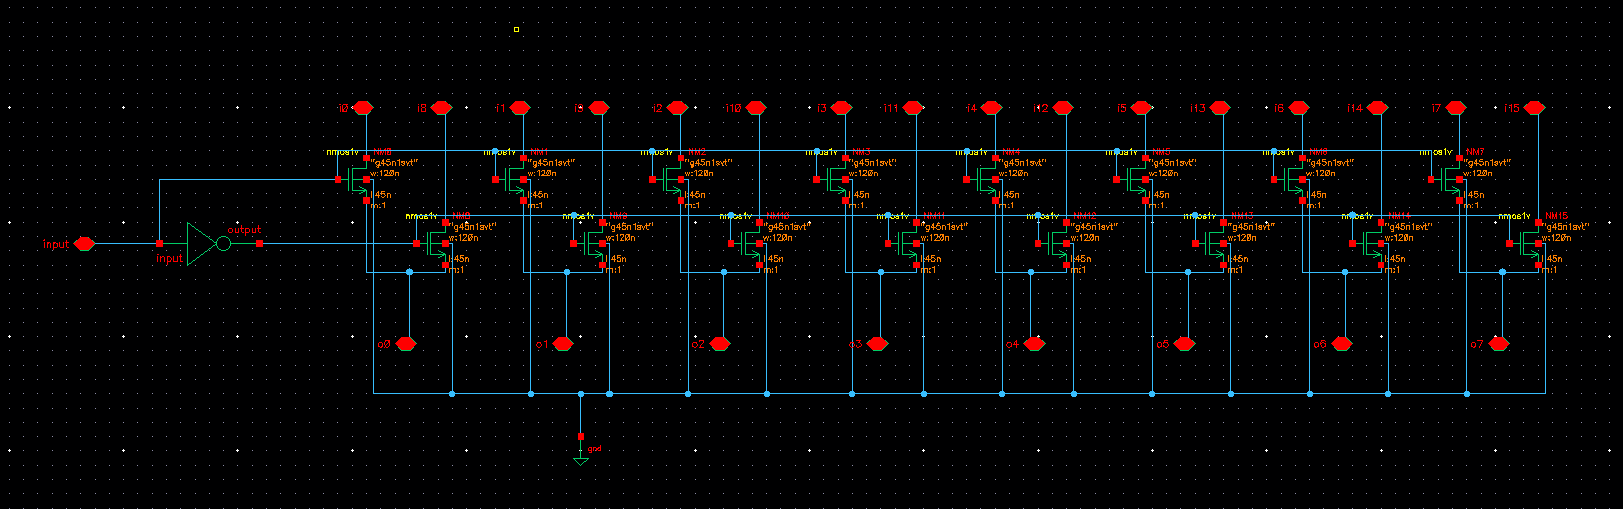 i0 i8 i1 i9 i2 i10 i3 i11 i4 i12 i5 i13 i6 i14 i7 i15
nmos1v NM0 nmos1v NM1 nmos1v NM2 nmos1v NM3 nmos1v NM4 nmos1v NM5 nmos1v NM6 nmos1v NM7
"g45n1svt" "g45n1svt" "g45n1svt" "g45n1svt" "g45n1svt" "g45n1svt" "g45n1svt" "g45n1svt"
w:120n w:120n w:120n w:120n w:120n w:120n w:120n w:120n
l:45n l:45n l:45n l:45n l:45n l:45n l:45n l:45n
m:1 m:1 m:1 m:1 m:1 m:1 m:1 m:1
nmos1v NM8 nmos1v NM9 nmos1v NM10 nmos1v NM11 nmos1v NM12 nmos1v NM13 nmos1v NM14 nmos1v NM15
"g45n1svt" "g45n1svt" "g45n1svt" "g45n1svt" "g45n1svt" "g45n1svt" "g45n1svt" "g45n1svt"
output
w:120n w:120n w:120n w:120n w:120n w:120n w:120n w:120n
input
input
l:45n l:45n l:45n l:45n l:45n l:45n l:45n l:45n
m:1 m:1 m:1 m:1 m:1 m:1 m:1 m:1
o0 o1 o2 o3 o4 o5 o6 o7
gnd